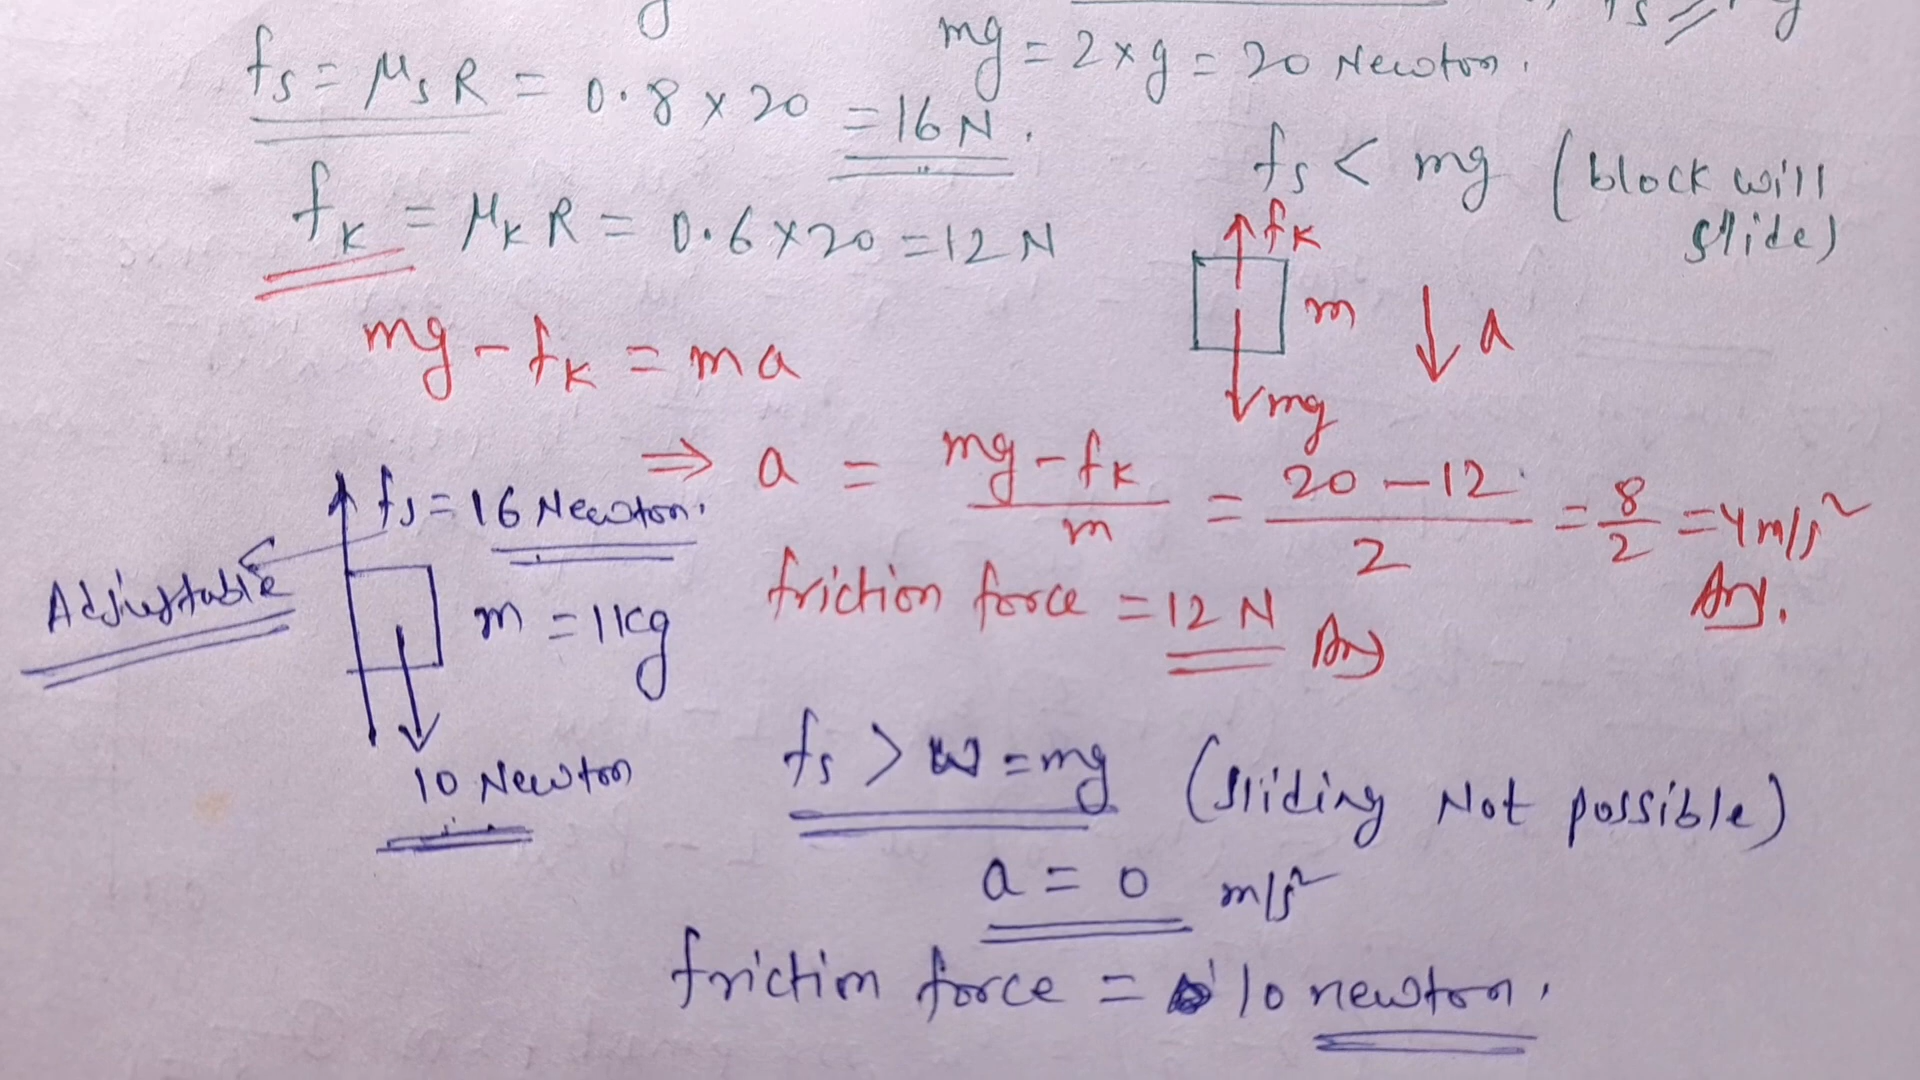 mg = 2 × g = 20 Newton.
fs = μs R = 0.8 × 20 = 16 N.
fs < mg (block will slide)
fK = μK R = 0.6 × 20 = 12 N
fK
m
a
mg
mg - fK = ma
⇒ a = mg - fK / m = 20 - 12 / 2 = 8 / 2 = 4 m/s²
Ans.
fs = 16 Newton.
Adjustable
m = 1kg
friction force = 12 N Ans
10 Newton
fs > W = mg (Sliding Not possible)
a = 0 m/s²
friction force = 10 newton.